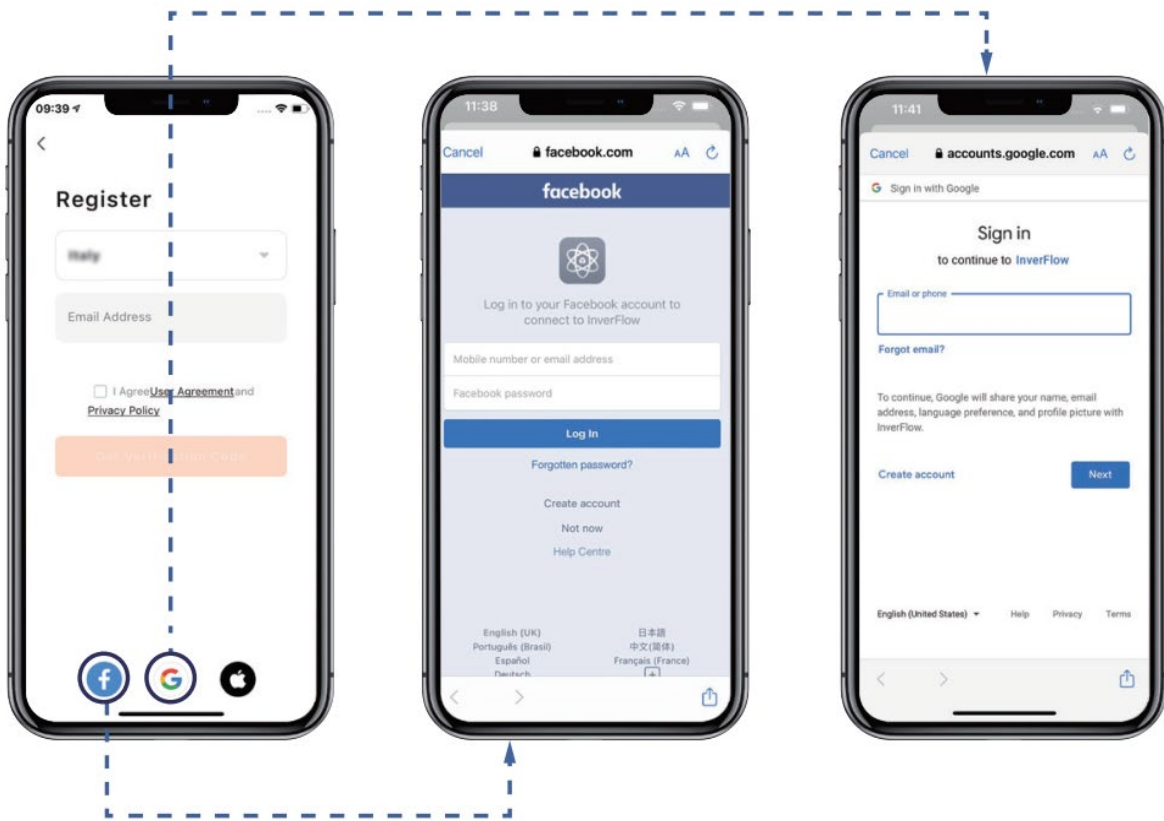 09:39
Register
Italy
Email Address
I AgreeUser Agreementand
Privacy Policy
Get Verification Code
11:38
Cancel
facebook.com
AA
facebook
Log in to your Facebook account to
connect to InverFlow
Mobile number or email address
Facebook password
Log In
Forgotten password?
Create account
Not now
Help Centre
English (UK)
日本語
Português (Brasil)
中文(简体)
Español
Français (France)
Deutsch
11:41
Cancel
accounts.google.com
AA
G Sign in with Google
Sign in
to continue to InverFlow
Email or phone
Forgot email?
To continue, Google will share your name, email
address, language preference, and profile picture with
InverFlow.
Create account
Next
English (United States)
Help
Privacy
Terms